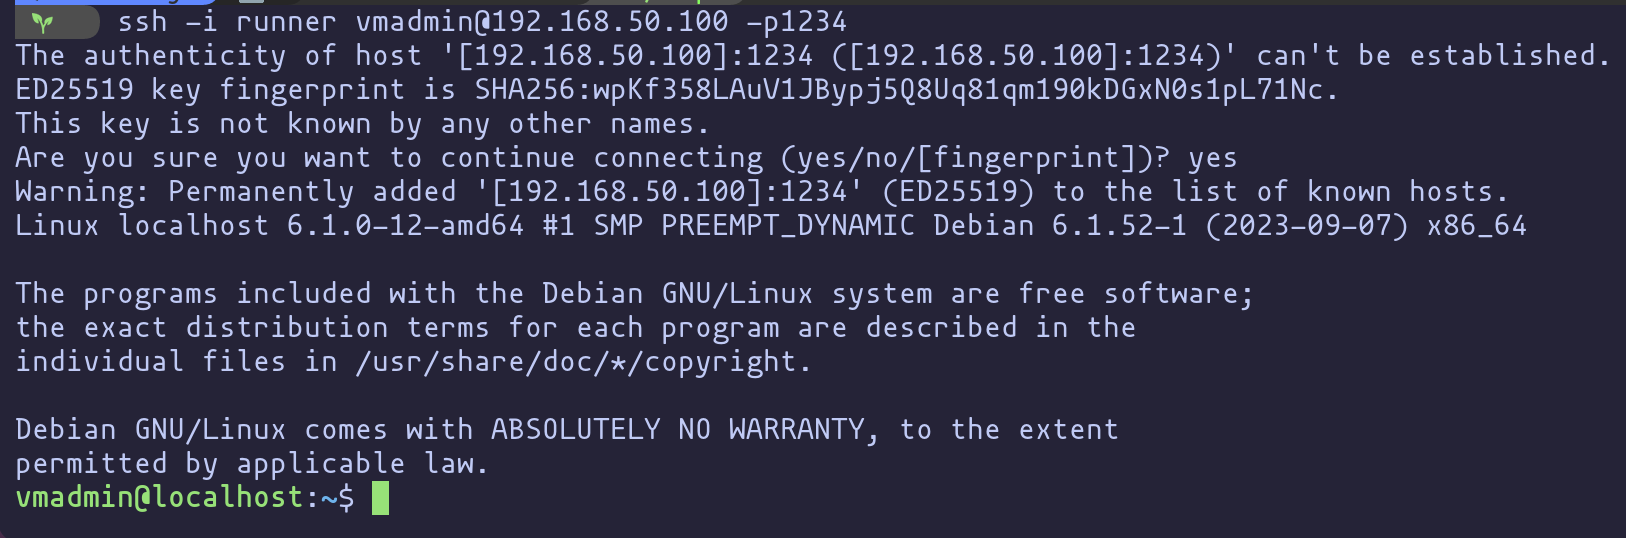 ssh -i runner vmadmin@192.168.50.100 -p1234
The authenticity of host '[192.168.50.100]:1234 ([192.168.50.100]:1234)' can't be established.
ED25519 key fingerprint is SHA256:wpKf358LAuV1JBypj5Q8Uq81qm190kDGxN0s1pL71Nc.
This key is not known by any other names.
Are you sure you want to continue connecting (yes/no/[fingerprint])? yes
Warning: Permanently added '[192.168.50.100]:1234' (ED25519) to the list of known hosts.
Linux localhost 6.1.0-12-amd64 #1 SMP PREEMPT_DYNAMIC Debian 6.1.52-1 (2023-09-07) x86_64
The programs included with the Debian GNU/Linux system are free software;
the exact distribution terms for each program are described in the
individual files in /usr/share/doc/*/copyright.
Debian GNU/Linux comes with ABSOLUTELY NO WARRANTY, to the extent
permitted by applicable law.
vmadmin@localhost:~$